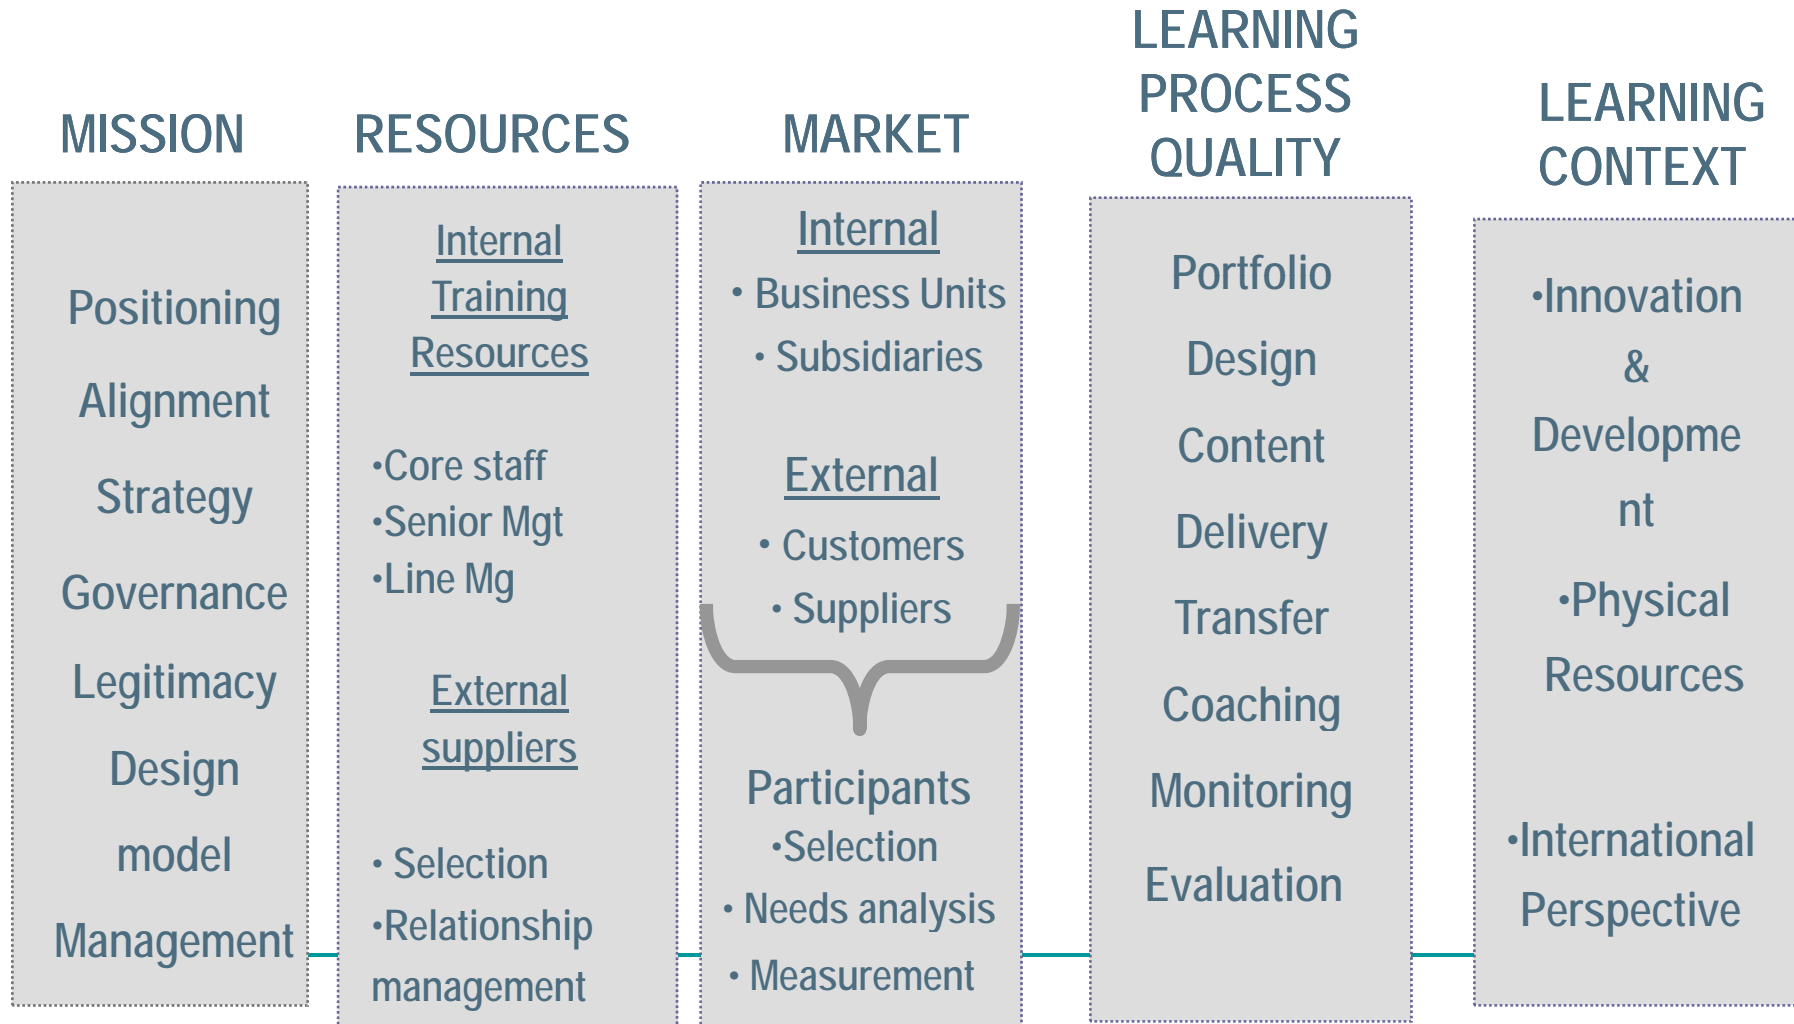 MISSION
Positioning
Alignment
Strategy
Governance
Legitimacy
Design
model
Management
RESOURCES
Internal
Training
Resources
•Core staff
•Senior Mgt
•Line Mg
External
suppliers
• Selection
•Relationship
management
MARKET
Internal
• Business Units
• Subsidiaries
External
• Customers
• Suppliers
Participants
•Selection
• Needs analysis
• Measurement
LEARNING
PROCESS
QUALITY
Portfolio
Design
Content
Delivery
Transfer
Coaching
Monitoring
Evaluation
LEARNING
CONTEXT
•Innovation
&
Developme
nt
•Physical
Resources
•International
Perspective